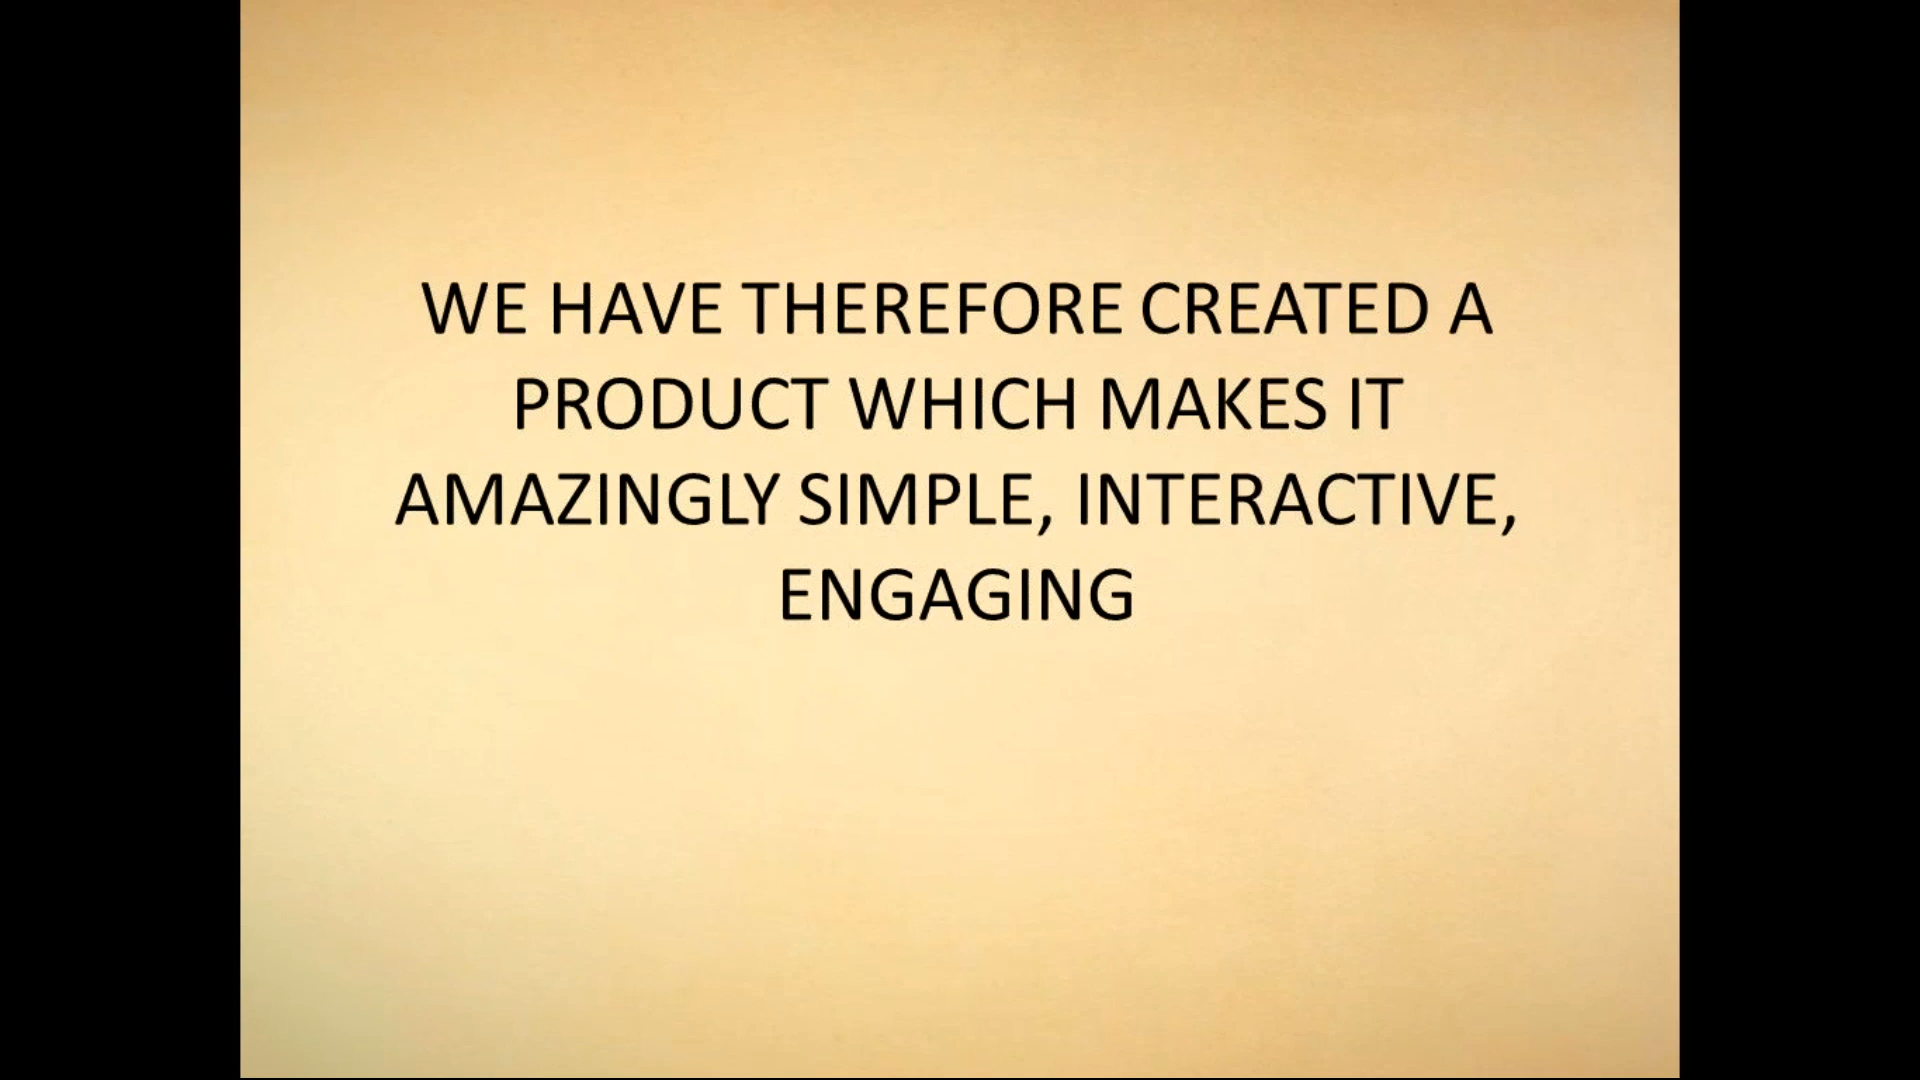 WE HAVE THEREFORE CREATED A
PRODUCT WHICH MAKES IT
AMAZINGLY SIMPLE, INTERACTIVE,
ENGAGING